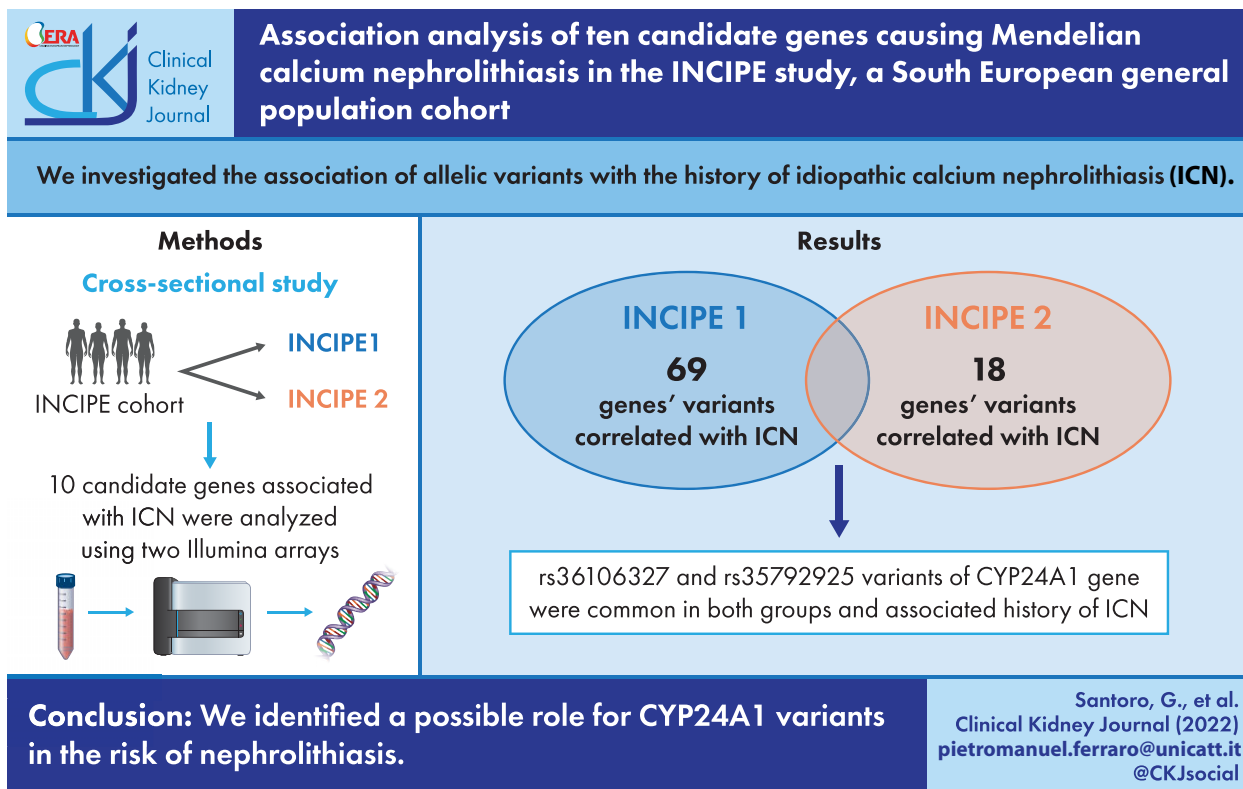 ERA
CKJ
Clinical
Kidney
Journal
Association analysis of ten candidate genes causing Mendelian
calcium nephrolithiasis in the INCIPE study, a South European general
population cohort
We investigated the association of allelic variants with the history of idiopathic calcium nephrolithiasis (ICN).
Methods
Cross-sectional study
INCIPE cohort
INCIPE1
INCIPE 2
10 candidate genes associated
with ICN were analyzed
using two Illumina arrays
Results
INCIPE 1
69
genes’ variants
correlated with ICN
INCIPE 2
18
genes’ variants
correlated with ICN
rs36106327 and rs35792925 variants of CYP24A1 gene
were common in both groups and associated history of ICN
Conclusion: We identified a possible role for CYP24A1 variants
in the risk of nephrolithiasis.
Santoro, G., et al.
Clinical Kidney Journal (2022)
pietromanuel.ferraro@unicatt.it
@CKJsocial